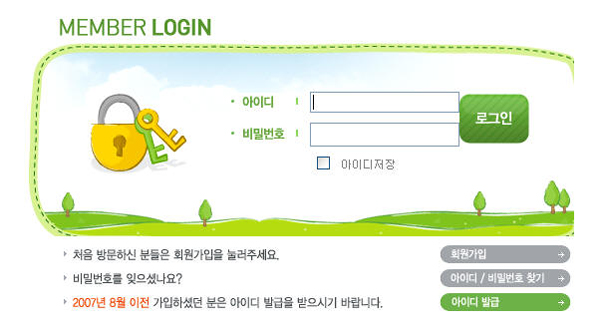 MEMBER LOGIN
아이디
비밀번호
로그인
아이디저장
처음 방문하신 분들은 회원가입을 눌러주세요.
회원가입
비밀번호를 잊으셨나요?
아이디 / 비밀번호 찾기
2007년 8월 이전 가입하셨던 분은 아이디 발급을 받으시기 바랍니다.
아이디 발급